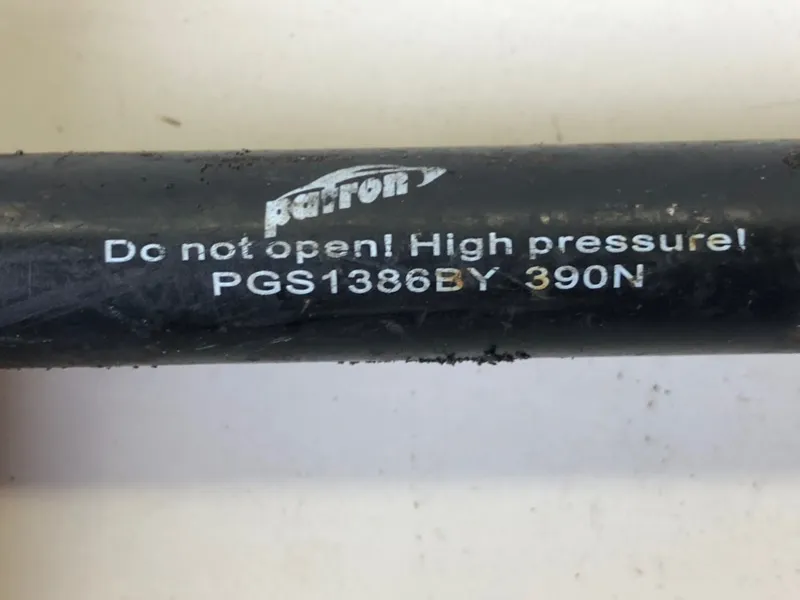 patron
Do not open! High pressure!
PGS1386BY 390N